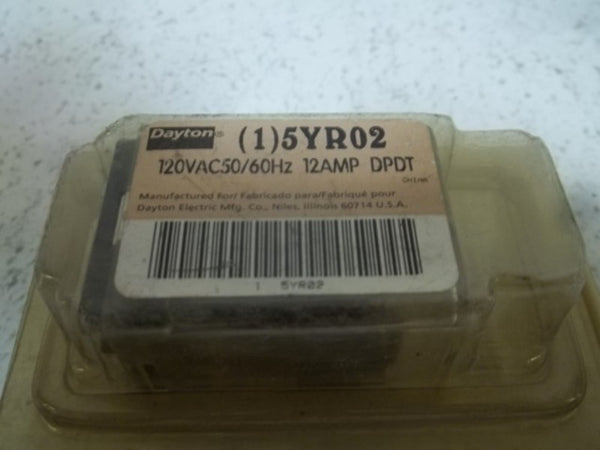 Dayton® (1)5YR02
120VAC50/60Hz 12AMP DPDT
China
Manufactured For/ Fabricado para/Fabriqué pour
Dayton Electric Mfg. Co., Niles, Illinois 60714 U.S.A.
1 5YR02